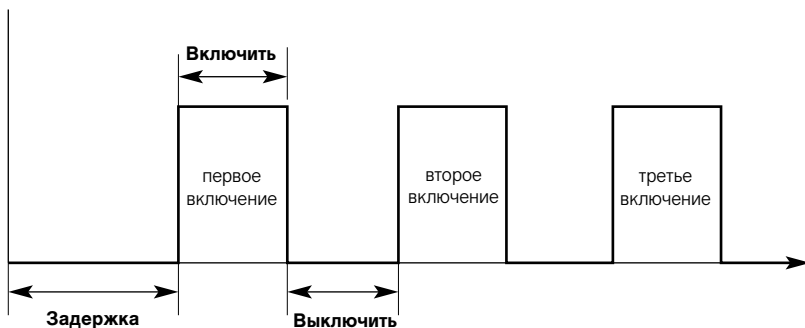 Включить
первое
включение
второе
включение
третье
включение
Задержка
Выключить